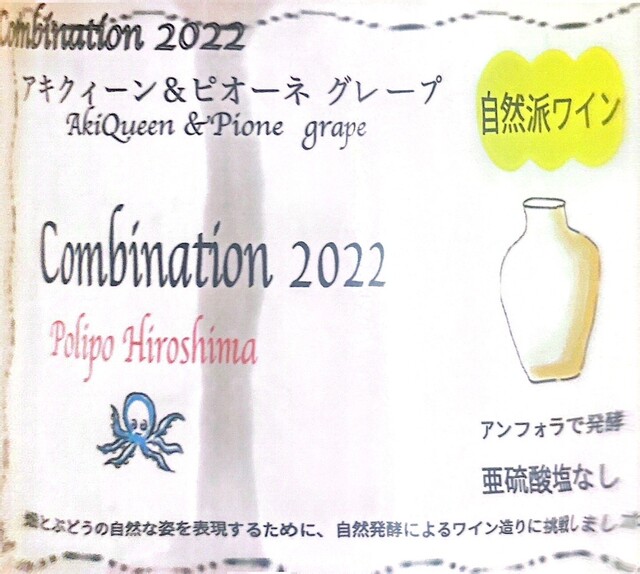 Combination 2022
アキクィーン＆ピオーネ グレープ
AkiQueen & Pione grape
自然派ワイン
Combination 2022
Polipo Hiroshima
アンフォラで発酵
亜硫酸塩なし
とぶどうの自然な姿を表現するために、自然発酵によるワイン造りに挑戦しまし